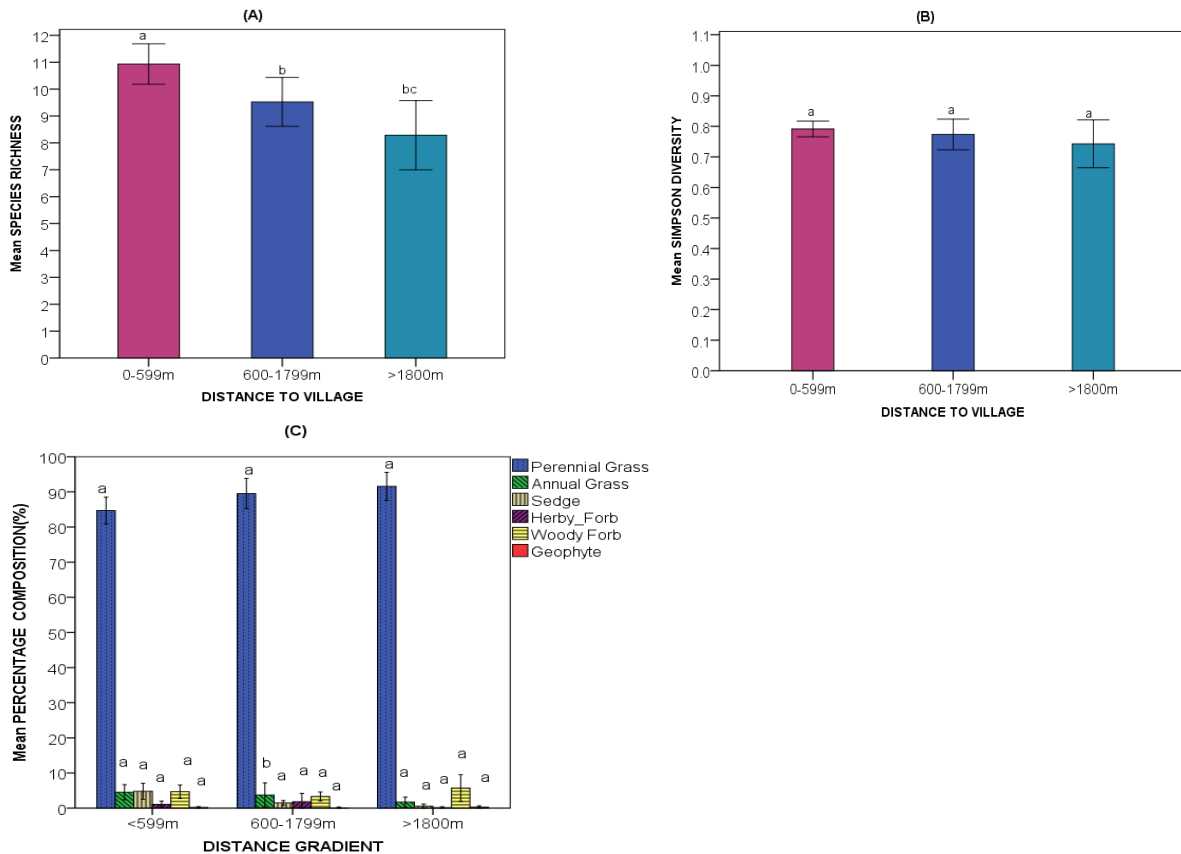 (A)
Mean SPECIES RICHNESS
12
11
10
9
8
7
6
5
4
3
2
1
0
a
b
bc
0-599m 600-1799m >1800m
DISTANCE TO VILLAGE
(B)
Mean SIMPSON DIVERSITY
1.1
1.0
0.9
0.8
0.7
0.6
0.5
0.4
0.3
0.2
0.1
0.0
a
a
a
0-599m 600-1799m >1800m
DISTANCE TO VILLAGE
(C)
Mean PERCENTAGE COMPOSITION(%)
100
90
80
70
60
50
40
30
20
10
0
a
a
a
a a a a a
b a a a a
a a a a a
<599m 600-1799m >1800m
DISTANCE GRADIENT
Perennial Grass
Annual Grass
Sedge
Herby_Forb
Woody Forb
Geophyte